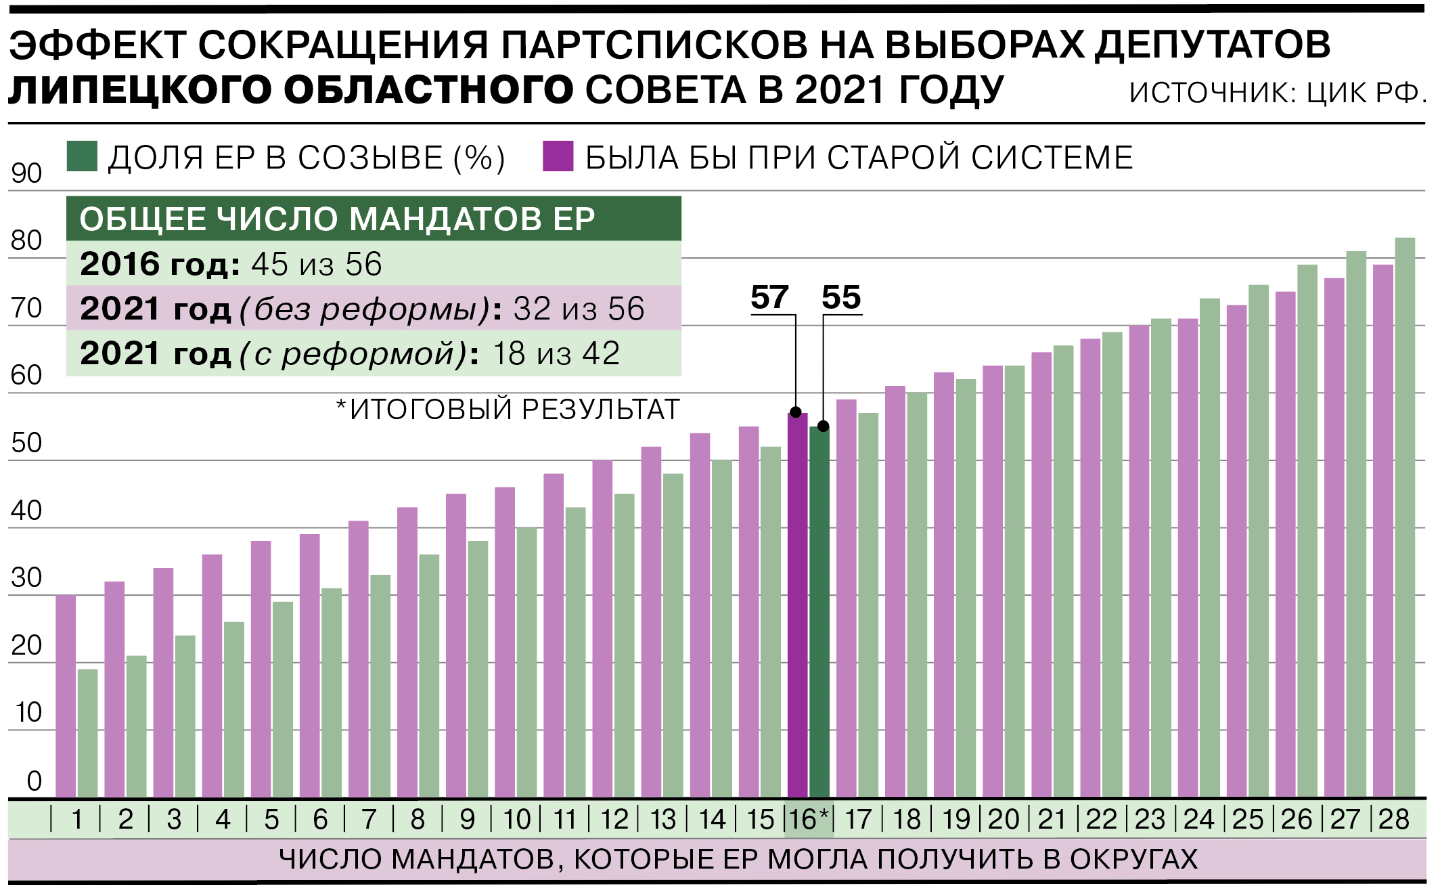 ЭФФЕКТ СОКРАЩЕНИЯ ПАРТСПИСКОВ НА ВЫБОРАХ ДЕПУТАТОВ
ЛИПЕЦКОГО ОБЛАСТНОГО СОВЕТА В 2021 ГОДУ
ИСТОЧНИК: ЦИК РФ.
ДОЛЯ ЕР В СОЗЫВЕ (%)
БЫЛА БЫ ПРИ СТАРОЙ СИСТЕМЕ
90
80
70
60
50
40
30
20
10
0
ОБЩЕЕ ЧИСЛО МАНДАТОВ ЕР
2016 год: 45 из 56
2021 год (без реформы): 32 из 56
2021 год (с реформой): 18 из 42
*ИТОГОВЫЙ РЕЗУЛЬТАТ
57 55
1 2 3 4 5 6 7 8 9 10 11 12 13 14 15 16* 17 18 19 20 21 22 23 24 25 26 27 28
ЧИСЛО МАНДАТОВ, КОТОРЫЕ ЕР МОГЛА ПОЛУЧИТЬ В ОКРУГАХ